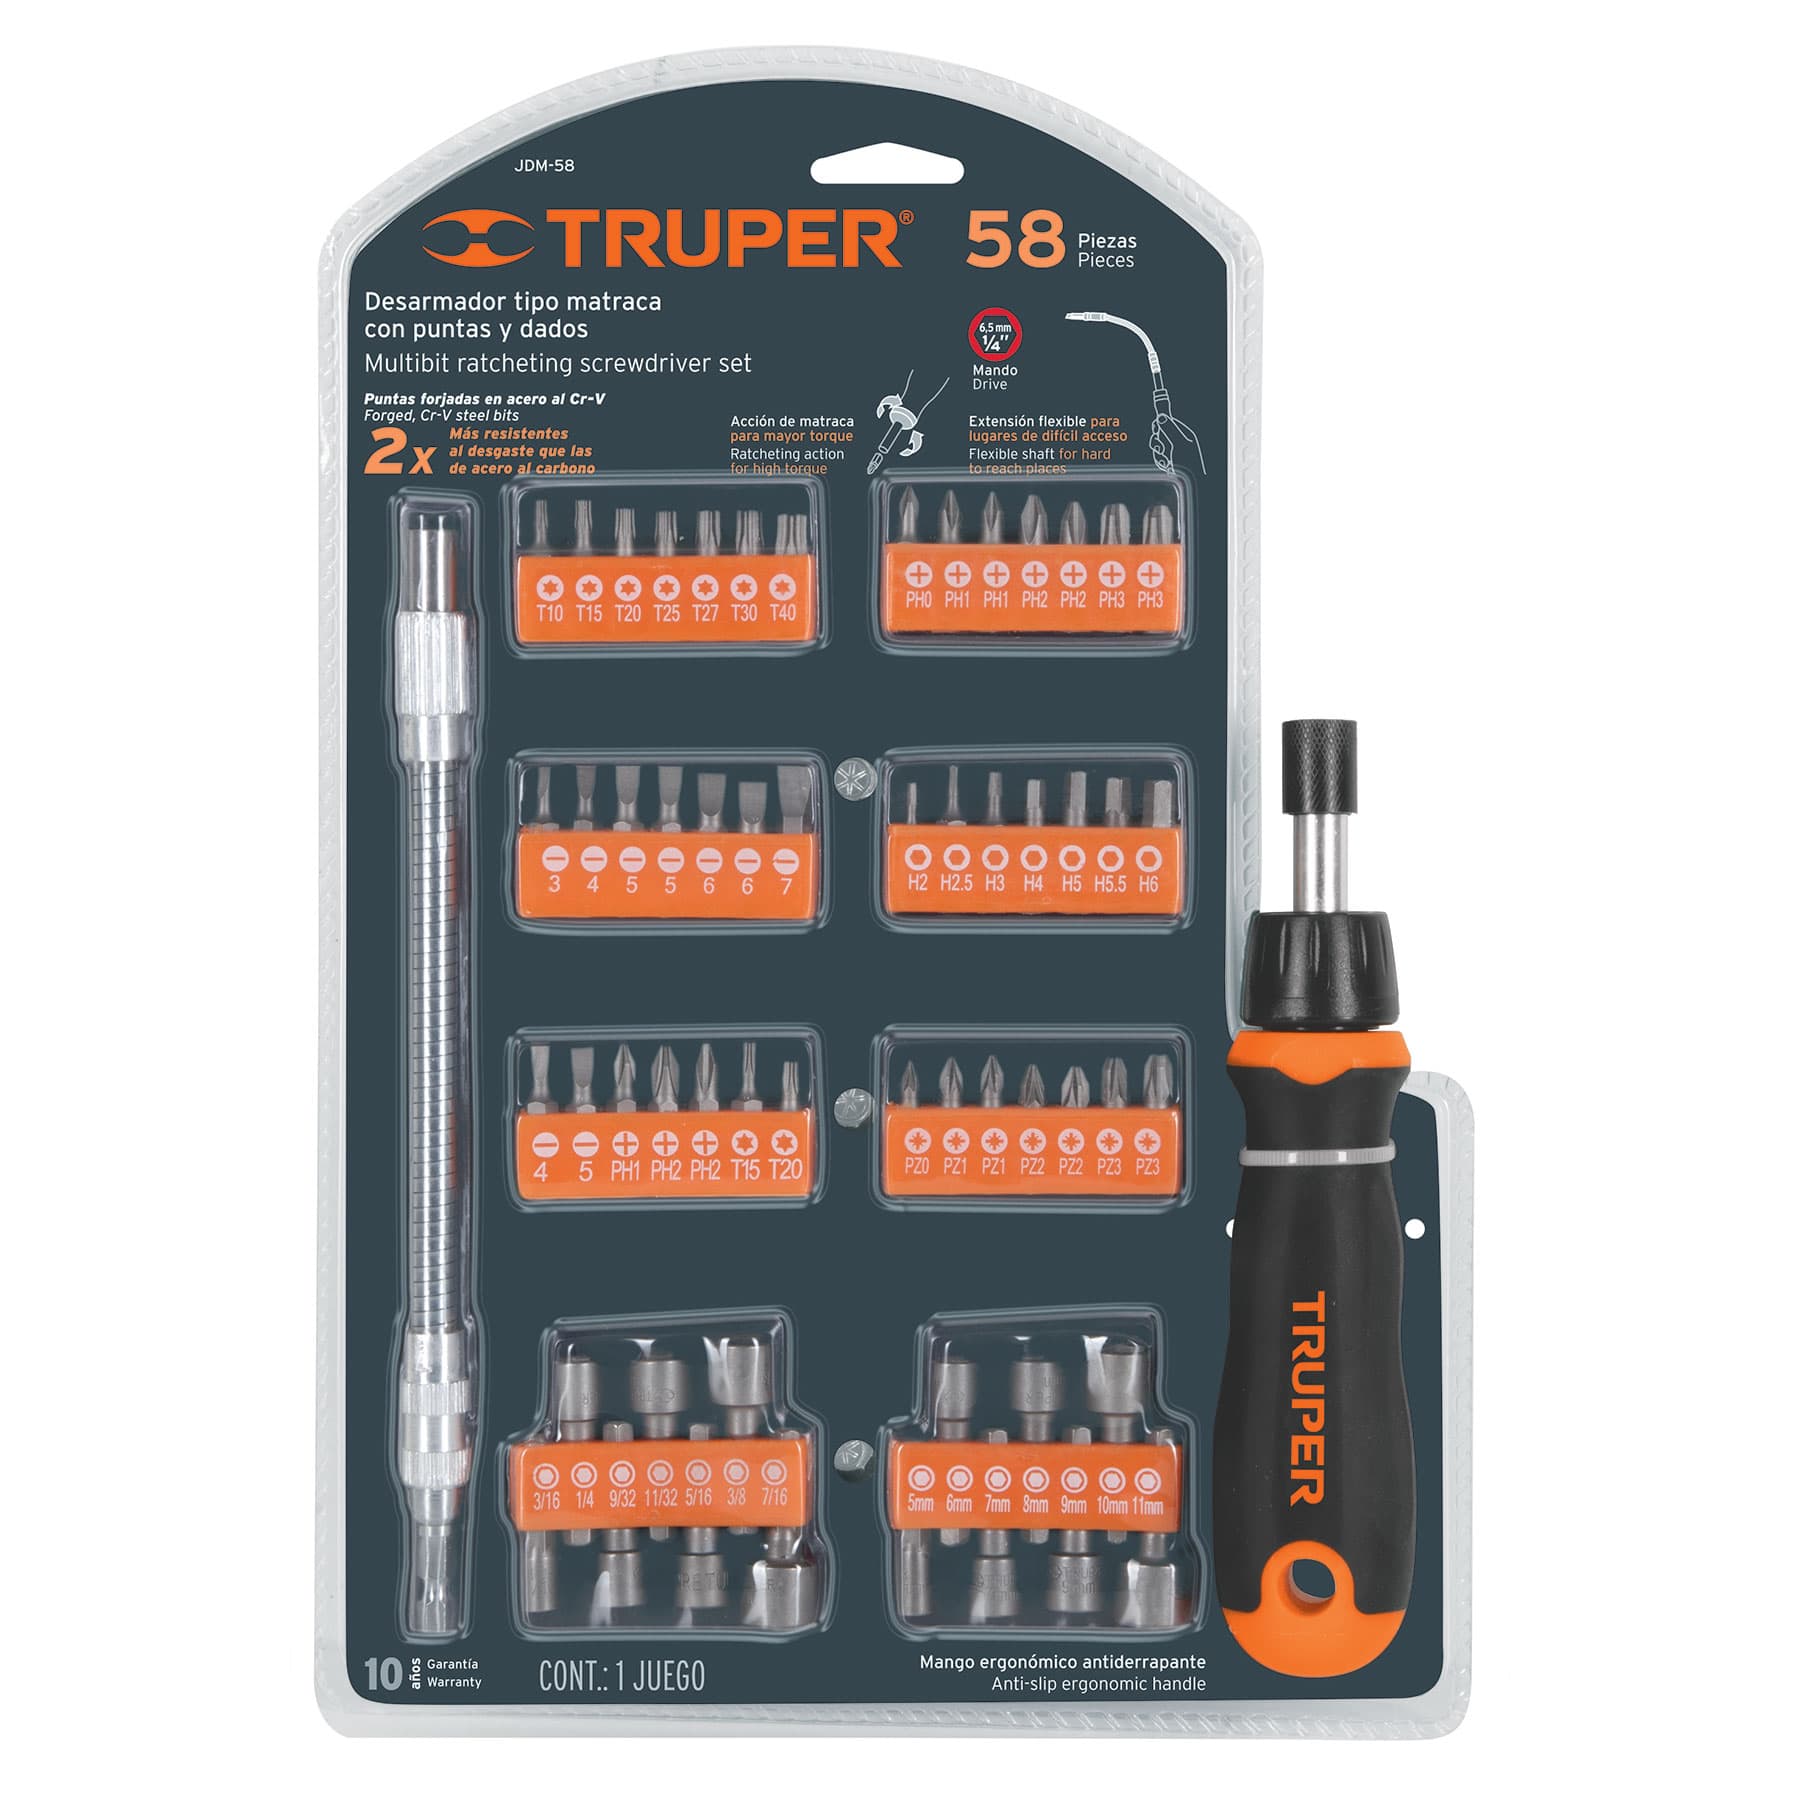 JDM-58
TRUPER®
58 Piezas
Pieces
Desarmador tipo matraca
con puntas y dados
Multibit ratcheting screwdriver set
6,5 mm
1/4"
Mando
Drive
Puntas forjadas en acero al Cr-V
Forged, Cr-V steel bits
2x
Más resistentes
al desgaste que las
de acero al carbono
Acción de matraca
para mayor torque
Ratcheting action
for high torque
Extensión flexible para
lugares de difícil acceso
Flexible shaft for hard
to reach places
T10 T15 T20 T25 T27 T30 T40
PH0 PH1 PH1 PH2 PH2 PH3 PH3
3 4 5 5 6 6 7
H2 H2.5 H3 H4 H5 H5.5 H6
4 5 PH1 PH2 PH2 T15 T20
PZ0 PZ1 PZ1 PZ2 PZ2 PZ3 PZ3
3/16 1/4 9/32 11/32 5/16 3/8 7/16
5mm 6mm 7mm 8mm 9mm 10mm 11mm
TRUPER
10 años Garantía
Warranty
CONT.: 1 JUEGO
Mango ergonómico antiderrapante
Anti-slip ergonomic handle